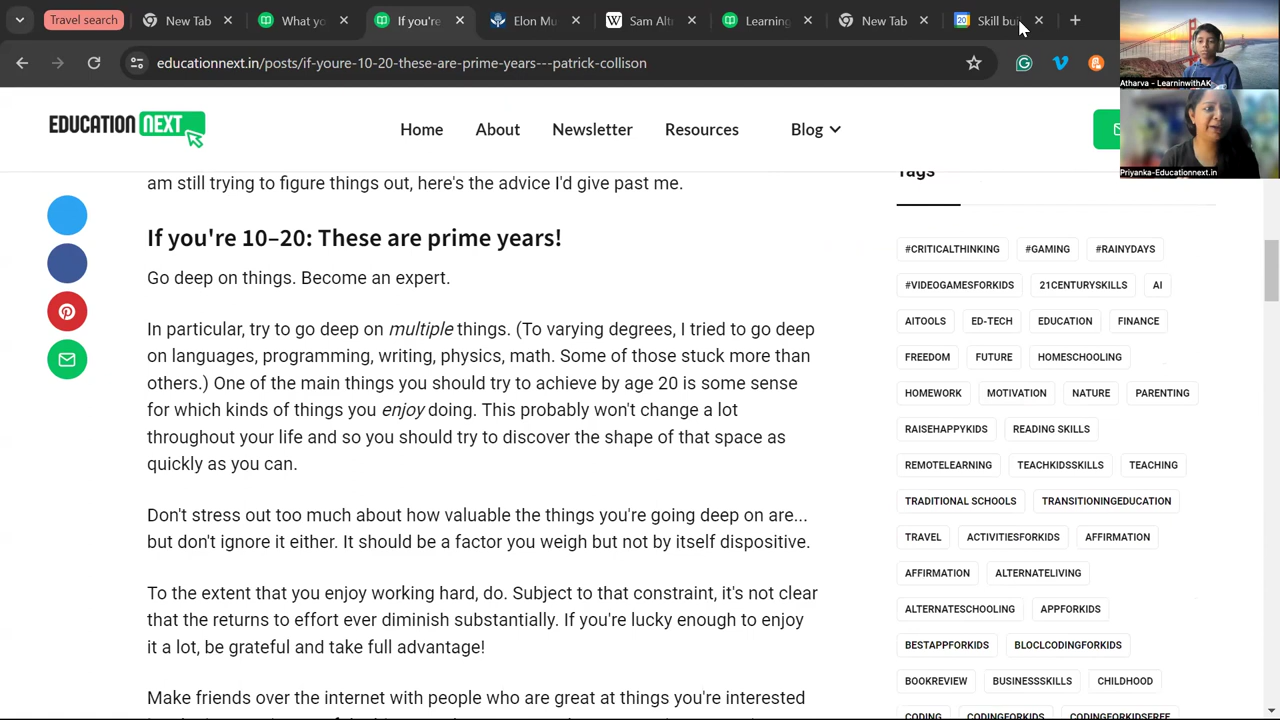 Travel search
New Tab
What yo
If you're
Elon Mu
Sam Alt
Learning
New Tab
20
Skill bui
educationnext.in/posts/if-youre-10-20-these-are-prime-years---patrick-collison
Atharva - LearninwithAK
Priyanka-Educationnext.in
EDUCATION NEXT
Home
About
Newsletter
Resources
Blog
am still trying to figure things out, here's the advice I'd give past me.
If you're 10–20: These are prime years!
Go deep on things. Become an expert.
In particular, try to go deep on multiple things. (To varying degrees, I tried to go deep
on languages, programming, writing, physics, math. Some of those stuck more than
others.) One of the main things you should try to achieve by age 20 is some sense
for which kinds of things you enjoy doing. This probably won't change a lot
throughout your life and so you should try to discover the shape of that space as
quickly as you can.
Don't stress out too much about how valuable the things you're going deep on are...
but don't ignore it either. It should be a factor you weigh but not by itself dispositive.
To the extent that you enjoy working hard, do. Subject to that constraint, it's not clear
that the returns to effort ever diminish substantially. If you're lucky enough to enjoy
it a lot, be grateful and take full advantage!
Make friends over the internet with people who are great at things you're interested
Tags
#CRITICALTHINKING #GAMING #RAINYDAYS
#VIDEOGAMESFORKIDS 21CENTURYSKILLS AI
AITOOLS ED-TECH EDUCATION FINANCE
FREEDOM FUTURE HOMESCHOOLING
HOMEWORK MOTIVATION NATURE PARENTING
RAISEHAPPYKIDS READING SKILLS
REMOTELEARNING TEACHKIDSSKILLS TEACHING
TRADITIONAL SCHOOLS TRANSITIONINGEDUCATION
TRAVEL ACTIVITIESFORKIDS AFFIRMATION
AFFIRMATION ALTERNATELIVING
ALTERNATESCHOOLING APPFORKIDS
BESTAPPFORKIDS BLOCLCODINGFORKIDS
BOOKREVIEW BUSINESSSKILLS CHILDHOOD
CODING CODINGFORKIDS CODINGFORKIDSFREE